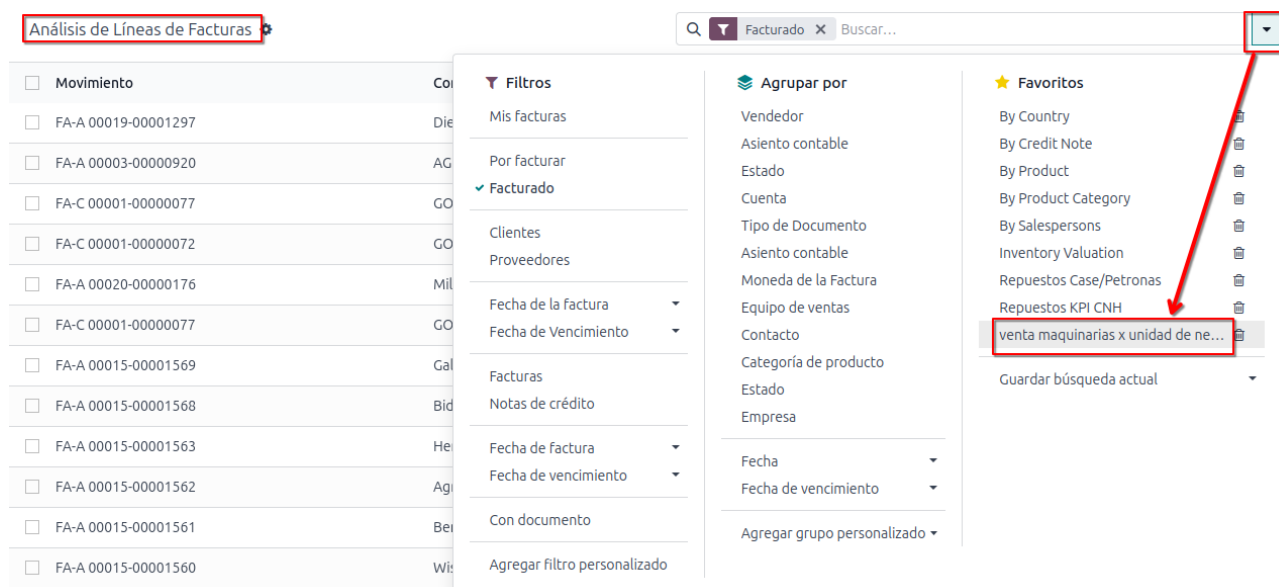 Análisis de Líneas de Facturas
Facturado
Buscar...
Movimiento
FA-A 00019-00001297
FA-A 00003-00000920
FA-C 00001-00000077
FA-C 00001-00000072
FA-A 00020-00000176
FA-C 00001-00000077
FA-A 00015-00001569
FA-A 00015-00001568
FA-A 00015-00001563
FA-A 00015-00001562
FA-A 00015-00001561
FA-A 00015-00001560
Co
Die
AG
GO
GO
Mil
GO
Gal
Bid
Her
Agi
Ber
Wis
Filtros
Mis facturas
Por facturar
Facturado
Clientes
Proveedores
Fecha de la factura
Fecha de Vencimiento
Facturas
Notas de crédito
Fecha de factura
Fecha de vencimiento
Con documento
Agregar filtro personalizado
Agrupar por
Vendedor
Asiento contable
Estado
Cuenta
Tipo de Documento
Asiento contable
Moneda de la Factura
Equipo de ventas
Contacto
Categoría de producto
Estado
Empresa
Fecha
Fecha de vencimiento
Agregar grupo personalizado
Favoritos
By Country
By Credit Note
By Product
By Product Category
By Salespersons
Inventory Valuation
Repuestos Case/Petronas
Repuestos KPI CNH
venta maquinarias x unidad de ne...
Guardar búsqueda actual